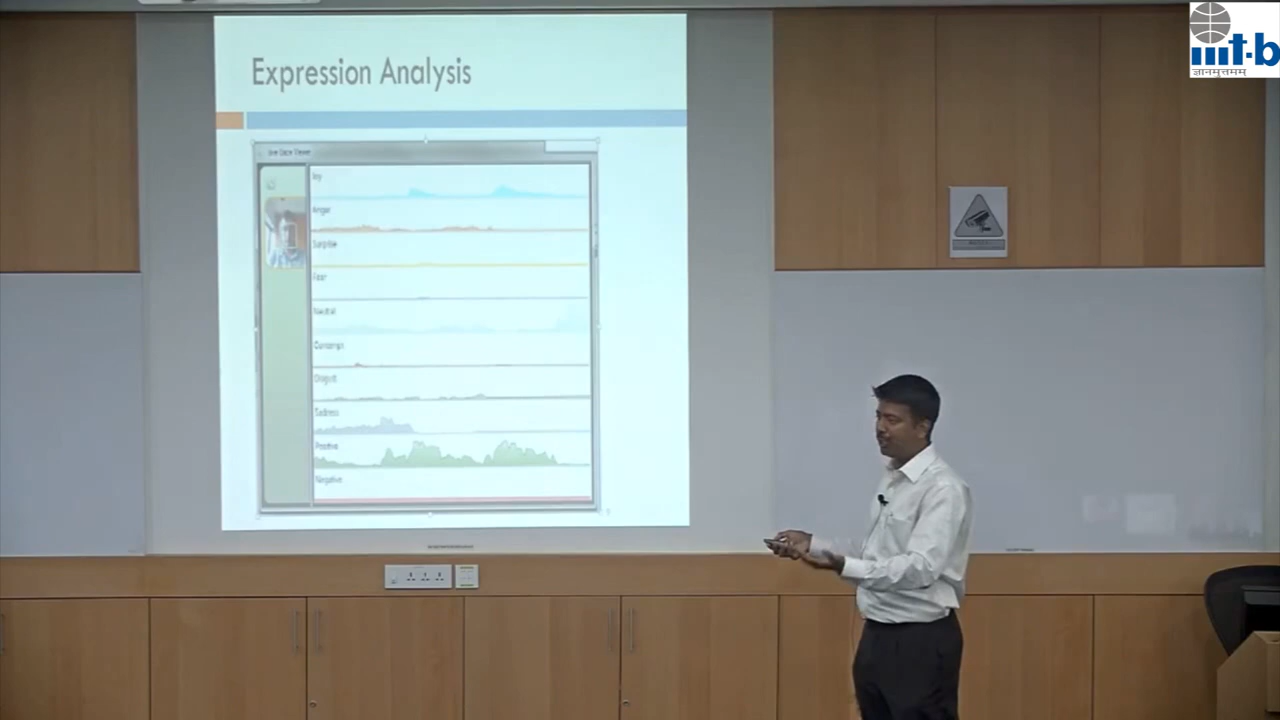 iiit-b
ज्ञानमुत्तमम्
Expression Analysis
Joy
Anger
Surprise
Fear
Neutral
Contempt
Disgust
Sadness
Positive
Negative